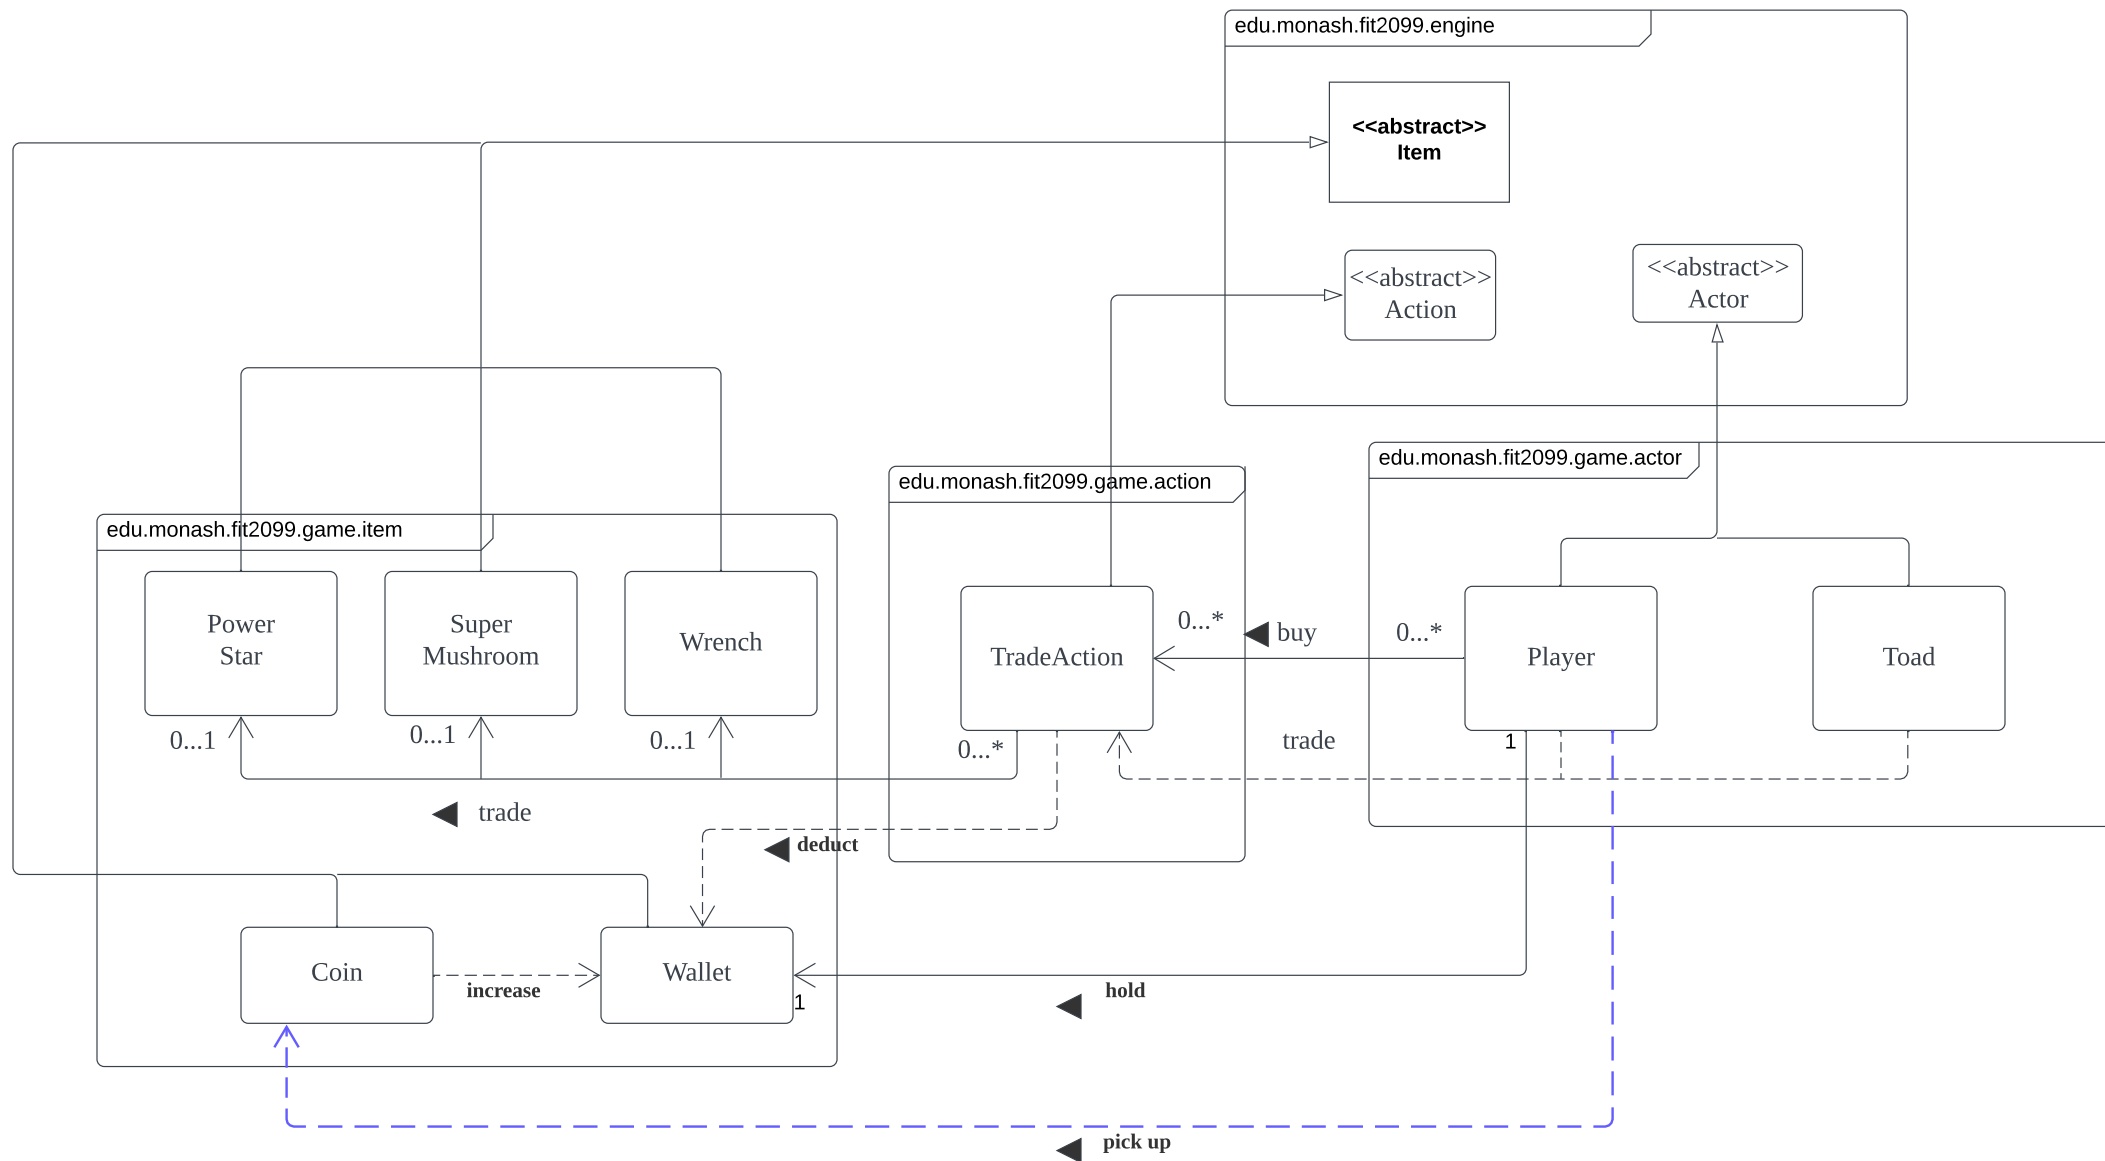 edu.monash.fit2099.engine
<<abstract>>
Item
<<abstract>>
Action
<<abstract>>
Actor
edu.monash.fit2099.game.actor
edu.monash.fit2099.game.action
edu.monash.fit2099.game.item
Power
Star
Super
Mushroom
Wrench
TradeAction
0...*
buy
0...*
Player
Toad
0...1
0...1
0...1
0...*
trade
1
trade
deduct
Coin
increase
Wallet
1
hold
pick up